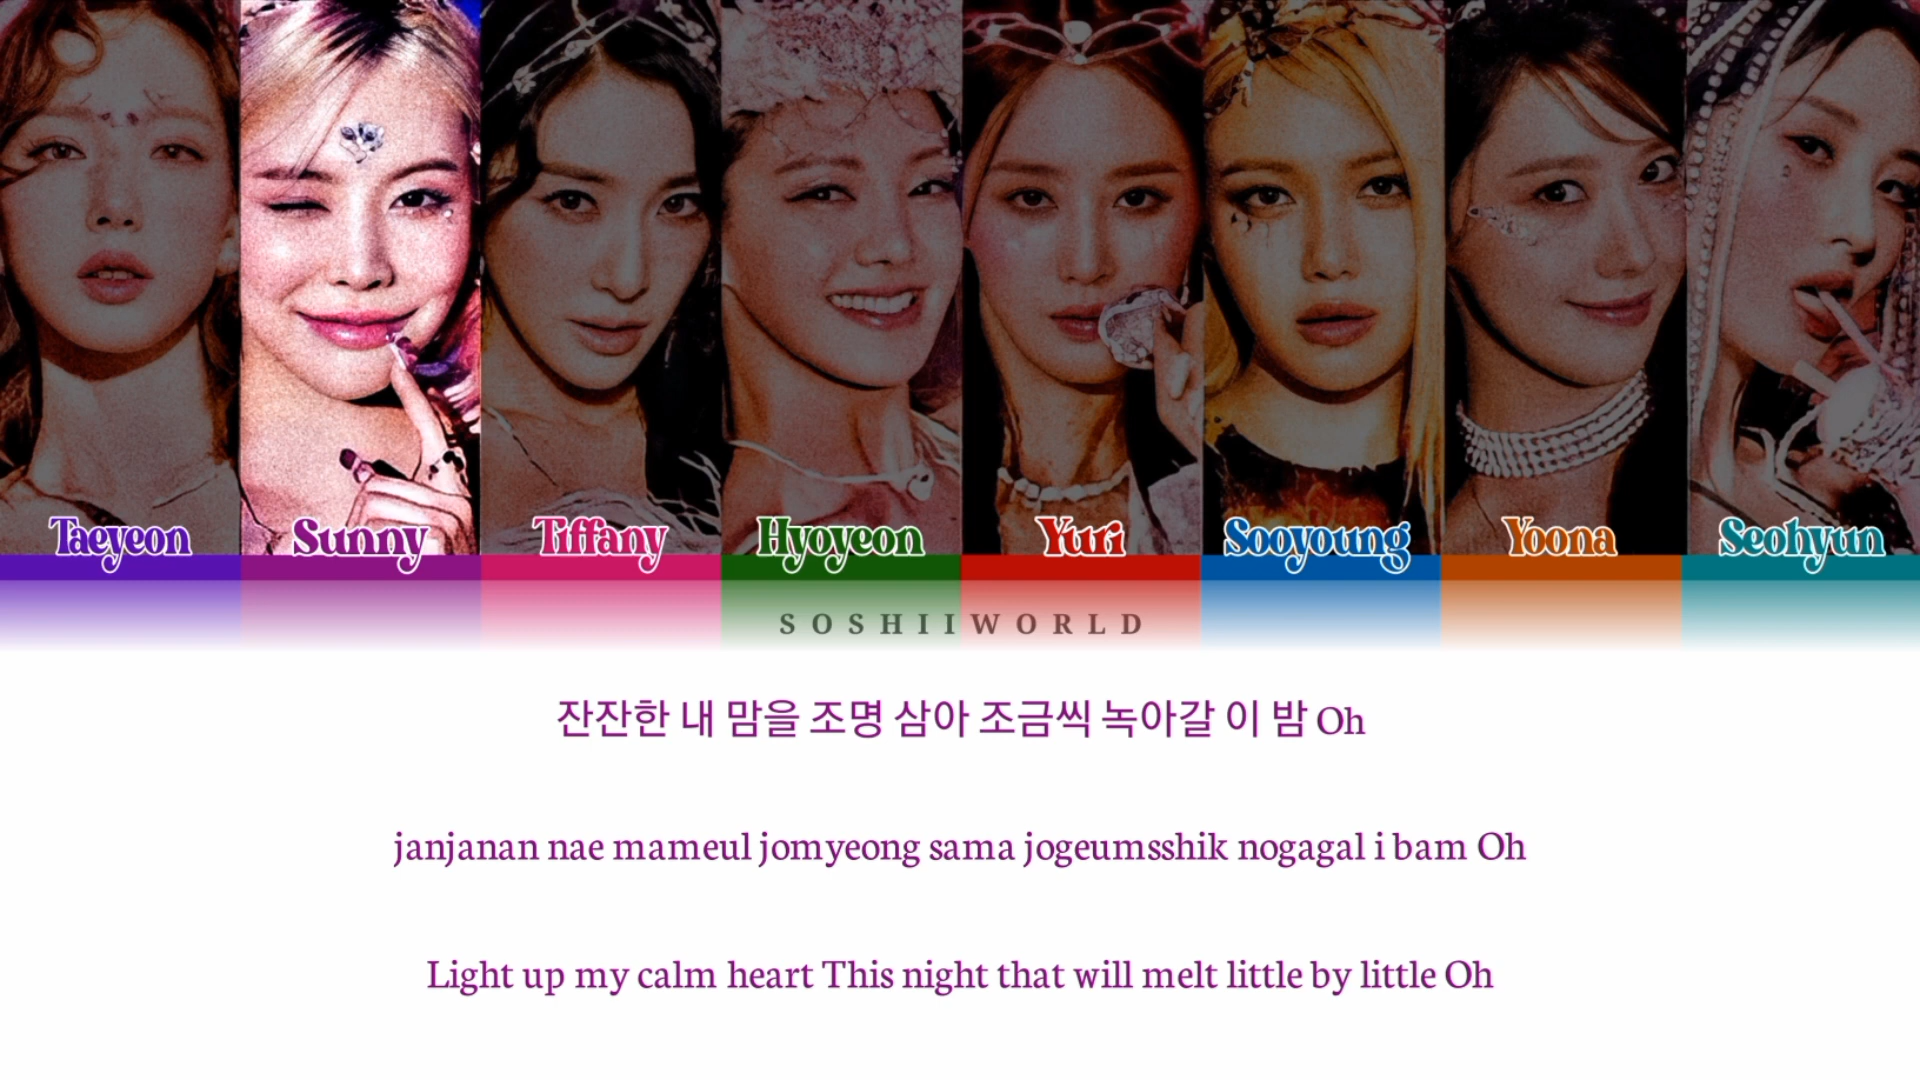 Taeyeon Sunny Tiffany Hyoyeon Yuri Sooyoung Yoona Seohyun
SOSHIIWORLD
잔잔한 내 맘을 조명 삼아 조금씩 녹아갈 이 밤 Oh
janjanan nae mameul jomyeong sama jogeumsshik nogagal i bam Oh
Light up my calm heart This night that will melt little by little Oh